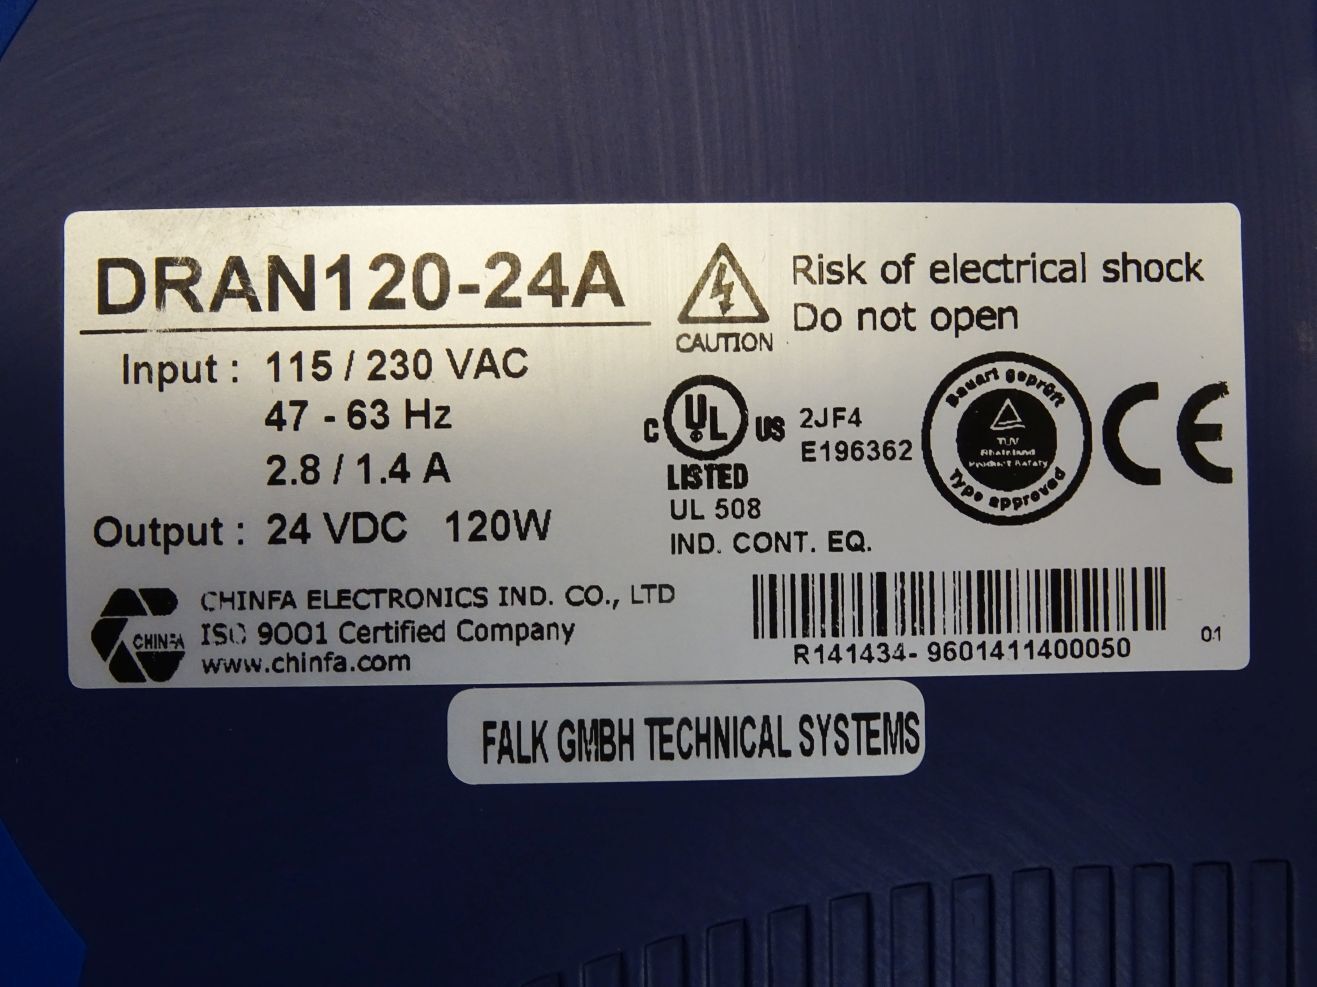 DRAN120-24A
Input : 115 / 230 VAC
47 - 63 Hz
2.8 / 1.4 A
Output : 24 VDC 120W
CHINFA
CHINFA ELECTRONICS IND. CO., LTD
ISO 9001 Certified Company
www.chinfa.com
CAUTION
Risk of electrical shock
Do not open
C UL US
LISTED
2JF4
E196362
UL 508
IND. CONT. EQ.
Bauart geprüft
TUV
Rheinland
Product Safety
Type approved
CE
R141434- 9601411400050
01
FALK GMBH TECHNICAL SYSTEMS